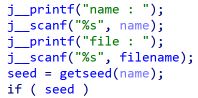 j__printf("name : ");
j__scanf("%s", name);
j__printf("file : ");
j__scanf("%s", filename);
seed = getseed(name);
if ( seed )